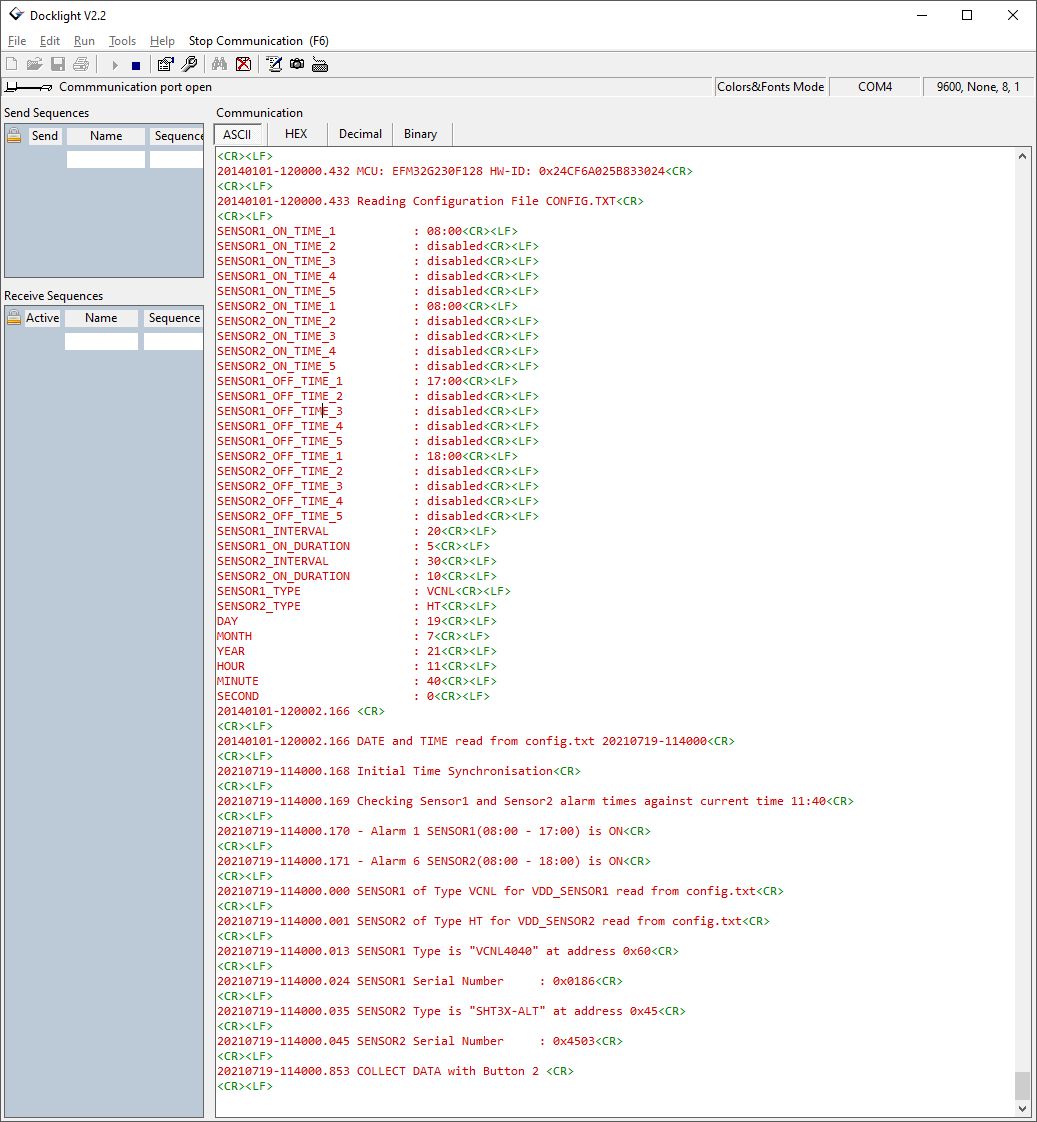 Docklight V2.2
File Edit Run Tools Help Stop Communication (F6)
Commmunication port open
Colors&Fonts Mode
COM4
9600, None, 8, 1
Send Sequences
Send Name Sequence
Receive Sequences
Active Name Sequence
Communication
ASCII HEX Decimal Binary
<CR><LF>
20140101-120000.432 MCU: EFM32G230F128 HW-ID: 0x24CF6A025B833024<CR>
<CR><LF>
20140101-120000.433 Reading Configuration File CONFIG.TXT<CR>
<CR><LF>
SENSOR1_ON_TIME_1 : 08:00<CR><LF>
SENSOR1_ON_TIME_2 : disabled<CR><LF>
SENSOR1_ON_TIME_3 : disabled<CR><LF>
SENSOR1_ON_TIME_4 : disabled<CR><LF>
SENSOR1_ON_TIME_5 : disabled<CR><LF>
SENSOR2_ON_TIME_1 : 08:00<CR><LF>
SENSOR2_ON_TIME_2 : disabled<CR><LF>
SENSOR2_ON_TIME_3 : disabled<CR><LF>
SENSOR2_ON_TIME_4 : disabled<CR><LF>
SENSOR2_ON_TIME_5 : disabled<CR><LF>
SENSOR1_OFF_TIME_1 : 17:00<CR><LF>
SENSOR1_OFF_TIME_2 : disabled<CR><LF>
SENSOR1_OFF_TIME_3 : disabled<CR><LF>
SENSOR1_OFF_TIME_4 : disabled<CR><LF>
SENSOR1_OFF_TIME_5 : disabled<CR><LF>
SENSOR2_OFF_TIME_1 : 18:00<CR><LF>
SENSOR2_OFF_TIME_2 : disabled<CR><LF>
SENSOR2_OFF_TIME_3 : disabled<CR><LF>
SENSOR2_OFF_TIME_4 : disabled<CR><LF>
SENSOR2_OFF_TIME_5 : disabled<CR><LF>
SENSOR1_INTERVAL : 20<CR><LF>
SENSOR1_ON_DURATION : 5<CR><LF>
SENSOR2_INTERVAL : 30<CR><LF>
SENSOR2_ON_DURATION : 10<CR><LF>
SENSOR1_TYPE : VCNL<CR><LF>
SENSOR2_TYPE : HT<CR><LF>
DAY : 19<CR><LF>
MONTH : 7<CR><LF>
YEAR : 21<CR><LF>
HOUR : 11<CR><LF>
MINUTE : 40<CR><LF>
SECOND : 0<CR><LF>
20140101-120002.166 <CR>
<CR><LF>
20140101-120002.166 DATE and TIME read from config.txt 20210719-114000<CR>
<CR><LF>
20210719-114000.168 Initial Time Synchronisation<CR>
<CR><LF>
20210719-114000.169 Checking Sensor1 and Sensor2 alarm times against current time 11:40<CR>
<CR><LF>
20210719-114000.170 - Alarm 1 SENSOR1(08:00 - 17:00) is ON<CR>
<CR><LF>
20210719-114000.171 - Alarm 6 SENSOR2(08:00 - 18:00) is ON<CR>
<CR><LF>
20210719-114000.000 SENSOR1 of Type VCNL for VDD_SENSOR1 read from config.txt<CR>
<CR><LF>
20210719-114000.001 SENSOR2 of Type HT for VDD_SENSOR2 read from config.txt<CR>
<CR><LF>
20210719-114000.013 SENSOR1 Type is "VCNL4040" at address 0x60<CR>
<CR><LF>
20210719-114000.024 SENSOR1 Serial Number : 0x0186<CR>
<CR><LF>
20210719-114000.035 SENSOR2 Type is "SHT3X-ALT" at address 0x45<CR>
<CR><LF>
20210719-114000.045 SENSOR2 Serial Number : 0x4503<CR>
<CR><LF>
20210719-114000.853 COLLECT DATA with Button 2 <CR>
<CR><LF>